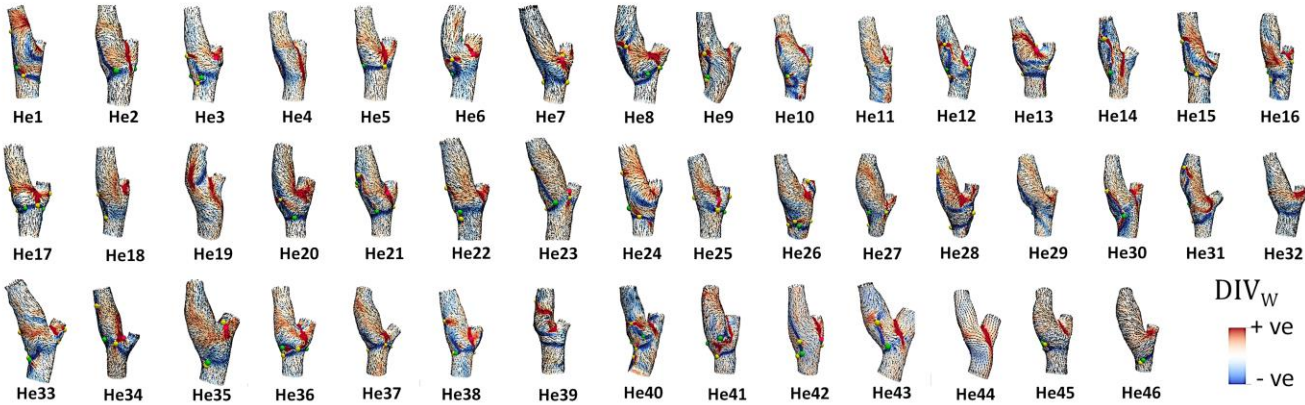 He1 He2 He3 He4 He5 He6 He7 He8 He9 He10 He11 He12 He13 He14 He15 He16
He17 He18 He19 He20 He21 He22 He23 He24 He25 He26 He27 He28 He29 He30 He31 He32
DIV_W
+ ve
- ve
He33 He34 He35 He36 He37 He38 He39 He40 He41 He42 He43 He44 He45 He46